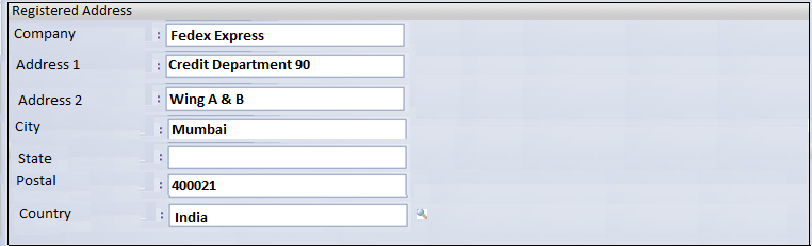 Registered Address
Company : Fedex Express
Address 1 : Credit Department 90
Address 2 : Wing A & B
City : Mumbai
State :
Postal : 400021
Country : India